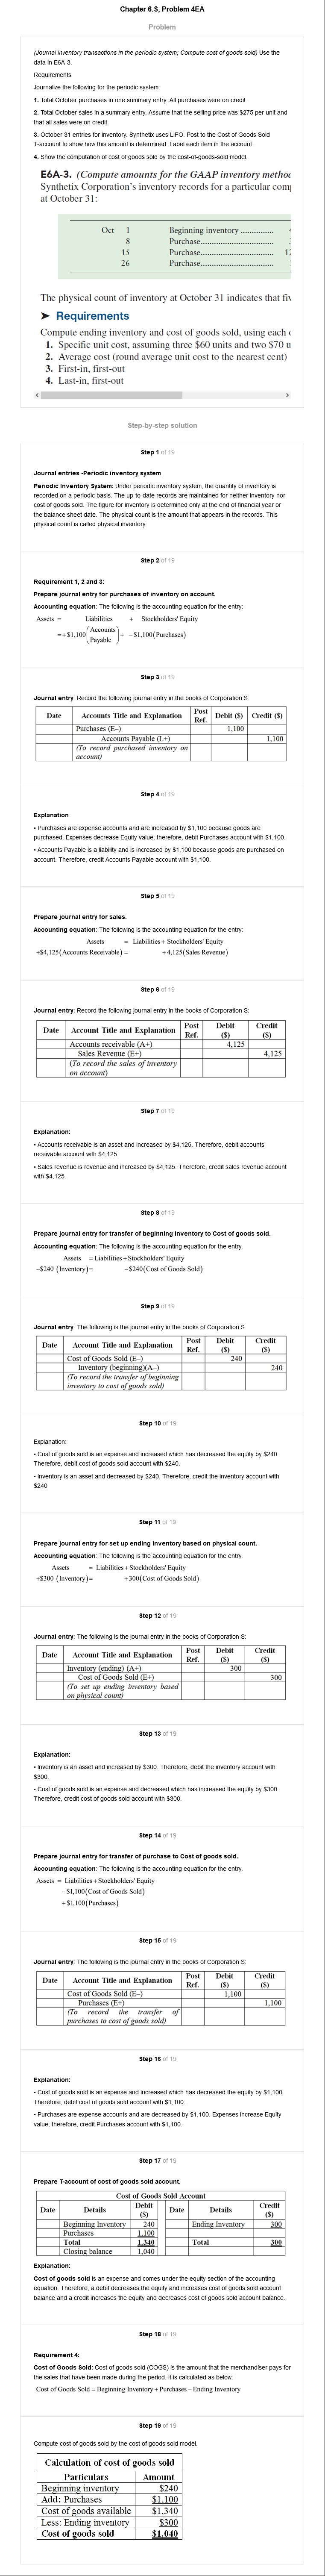 Chapter 6.S, Problem 4EA
Problem
(Journal inventory transactions in the periodic system; Compute cost of goods sold) Use the
data in E6A-3.
Requirements
Journalize the following for the periodic system:
1. Total October purchases in one summary entry. All purchases were on credit.
2. Total October sales in a summary entry. Assume that the selling price was $275 per unit and
that all sales were on credit.
3. October 31 entries for inventory. Synthetix uses LIFO. Post to the Cost of Goods Sold
T-account to show how this amount is determined. Label each item in the account.
4. Show the computation of cost of goods sold by the cost-of-goods-sold model.
E6A-3. (Compute amounts for the GAAP inventory
Synthetix Corporation's inventory records for a particular
at October 31:
Oct 1 Beginning inventory ................
8 Purchase.................................
15 Purchase.................................
26 Purchase.................................
The physical count of inventory at October 31 indicates that
➤ Requirements
Compute ending inventory and cost of goods sold, using each
1. Specific unit cost, assuming three $60 units and two $70
2. Average cost (round average unit cost to the nearest cent)
3. First-in, first-out
4. Last-in, first-out
Step-by-step solution
Step 1 of 19
Journal entries -Periodic inventory system
Periodic Inventory System: Under periodic inventory system, the quantity of inventory is
recorded on a periodic basis. The up-to-date records are maintained for neither inventory nor
cost of goods sold. The figure for inventory is determined only at the end of financial year or
the balance sheet date. The physical count is the amount that appears in the records. This
physical count is called physical inventory.
Step 2 of 19
Requirement 1, 2 and 3:
Prepare journal entry for purchases of inventory on account.
Accounting equation: The following is the accounting equation for the entry:
Assets = Liabilities + Stockholders' Equity
=+$1,100(Accounts Payable)+ −$1,100(Purchases)
Step 3 of 19
Journal entry: Record the following journal entry in the books of Corporation S:
Date Accounts Title and Explanation Post Ref. Debit ($) Credit ($)
Purchases (E–) 1,100
Accounts Payable (L+) 1,100
(To record purchased inventory on
account)
Step 4 of 19
Explanation:
• Purchases are expense accounts and are increased by $1,100 because goods are
purchased. Expenses decrease Equity value; therefore, debit Purchases account with $1,100.
• Accounts Payable is a liability and is increased by $1,100 because goods are purchased on
account. Therefore, credit Accounts Payable account with $1,100.
Step 5 of 19
Prepare journal entry for sales.
Accounting equation: The following is the accounting equation for the entry:
Assets = Liabilities + Stockholders' Equity
+$4,125(Accounts Receivable) = +4,125(Sales Revenue)
Step 6 of 19
Journal entry: Record the following journal entry in the books of Corporation S:
Date Account Title and Explanation Post Ref. Debit ($) Credit ($)
Accounts receivable (A+) 4,125
Sales Revenue (E+) 4,125
(To record the sales of inventory
on account)
Step 7 of 19
Explanation:
• Accounts receivable is an asset and increased by $4,125. Therefore, debit accounts
receivable account with $4,125.
• Sales revenue is revenue and increased by $4,125. Therefore, credit sales revenue account
with $4,125.
Step 8 of 19
Prepare journal entry for transfer of beginning inventory to Cost of goods sold.
Accounting equation: The following is the accounting equation for the entry.
Assets = Liabilities + Stockholders' Equity
−$240 (Inventory)= −$240(Cost of Goods Sold)
Step 9 of 19
Journal entry: The following is the journal entry in the books of Corporation S:
Date Account Title and Explanation Post Ref. Debit ($) Credit ($)
Cost of Goods Sold (E–) 240
Inventory (beginning)(A–) 240
(To record the transfer of beginning
inventory to cost of goods sold)
Step 10 of 19
Explanation:
• Cost of goods sold is an expense and increased which has decreased the equity by $240.
Therefore, debit cost of goods sold account with $240.
• Inventory is an asset and decreased by $240. Therefore, credit the inventory account with
$240
Step 11 of 19
Prepare journal entry for set up ending inventory based on physical count.
Accounting equation: The following is the accounting equation for the entry.
Assets = Liabilities + Stockholders' Equity
+$300 (Inventory)= +300(Cost of Goods Sold)
Step 12 of 19
Journal entry: The following is the journal entry in the books of Corporation S:
Date Account Title and Explanation Post Ref. Debit ($) Credit ($)
Inventory (ending) (A+) 300
Cost of Goods Sold (E+) 300
(To set up ending inventory based
on physical count)
Step 13 of 19
Explanation:
• Inventory is an asset and increased by $300. Therefore, debit the inventory account with
$300.
• Cost of goods sold is an expense and decreased which has increased the equity by $300.
Therefore, credit cost of goods sold account with $300.
Step 14 of 19
Prepare journal entry for transfer of purchase to Cost of goods sold.
Accounting equation: The following is the accounting equation for the entry.
Assets = Liabilities + Stockholders' Equity
−$1,100(Cost of Goods Sold)
+$1,100(Purchases)
Step 15 of 19
Journal entry: The following is the journal entry in the books of Corporation S:
Date Account Title and Explanation Post Ref. Debit ($) Credit ($)
Cost of Goods Sold (E–) 1,100
Purchases (E+) 1,100
(To record the transfer of
purchases to cost of goods sold)
Step 16 of 19
Explanation:
• Cost of goods sold is an expense and increased which has decreased the equity by $1,100.
Therefore, debit cost of goods sold account with $1,100.
• Purchases are expense accounts and are decreased by $1,100. Expenses increase Equity
value; therefore, credit Purchases account with $1,100.
Step 17 of 19
Prepare T-account of cost of goods sold account.
Cost of Goods Sold Account
Date Details Debit ($) Date Details Credit ($)
Beginning Inventory 240 Ending Inventory 300
Purchases 1,100
Total 1,340 Total 300
Closing balance 1,040
Explanation:
Cost of goods sold is an expense and comes under the equity section of the accounting
equation. Therefore, a debit decreases the equity and increases cost of goods sold account
balance and a credit increases the equity and decreases cost of goods sold account balance.
Step 18 of 19
Requirement 4:
Cost of Goods Sold: Cost of goods sold (COGS) is the amount that the merchandiser pays for
the sales that have been made during the period. It is calculated as below:
Cost of Goods Sold = Beginning Inventory + Purchases − Ending Inventory
Step 19 of 19
Compute cost of goods sold by the cost of goods sold model.
Calculation of cost of goods sold
Particulars Amount
Beginning inventory $240
Add: Purchases $1,100
Cost of goods available $1,340
Less: Ending inventory $300
Cost of goods sold $1,040